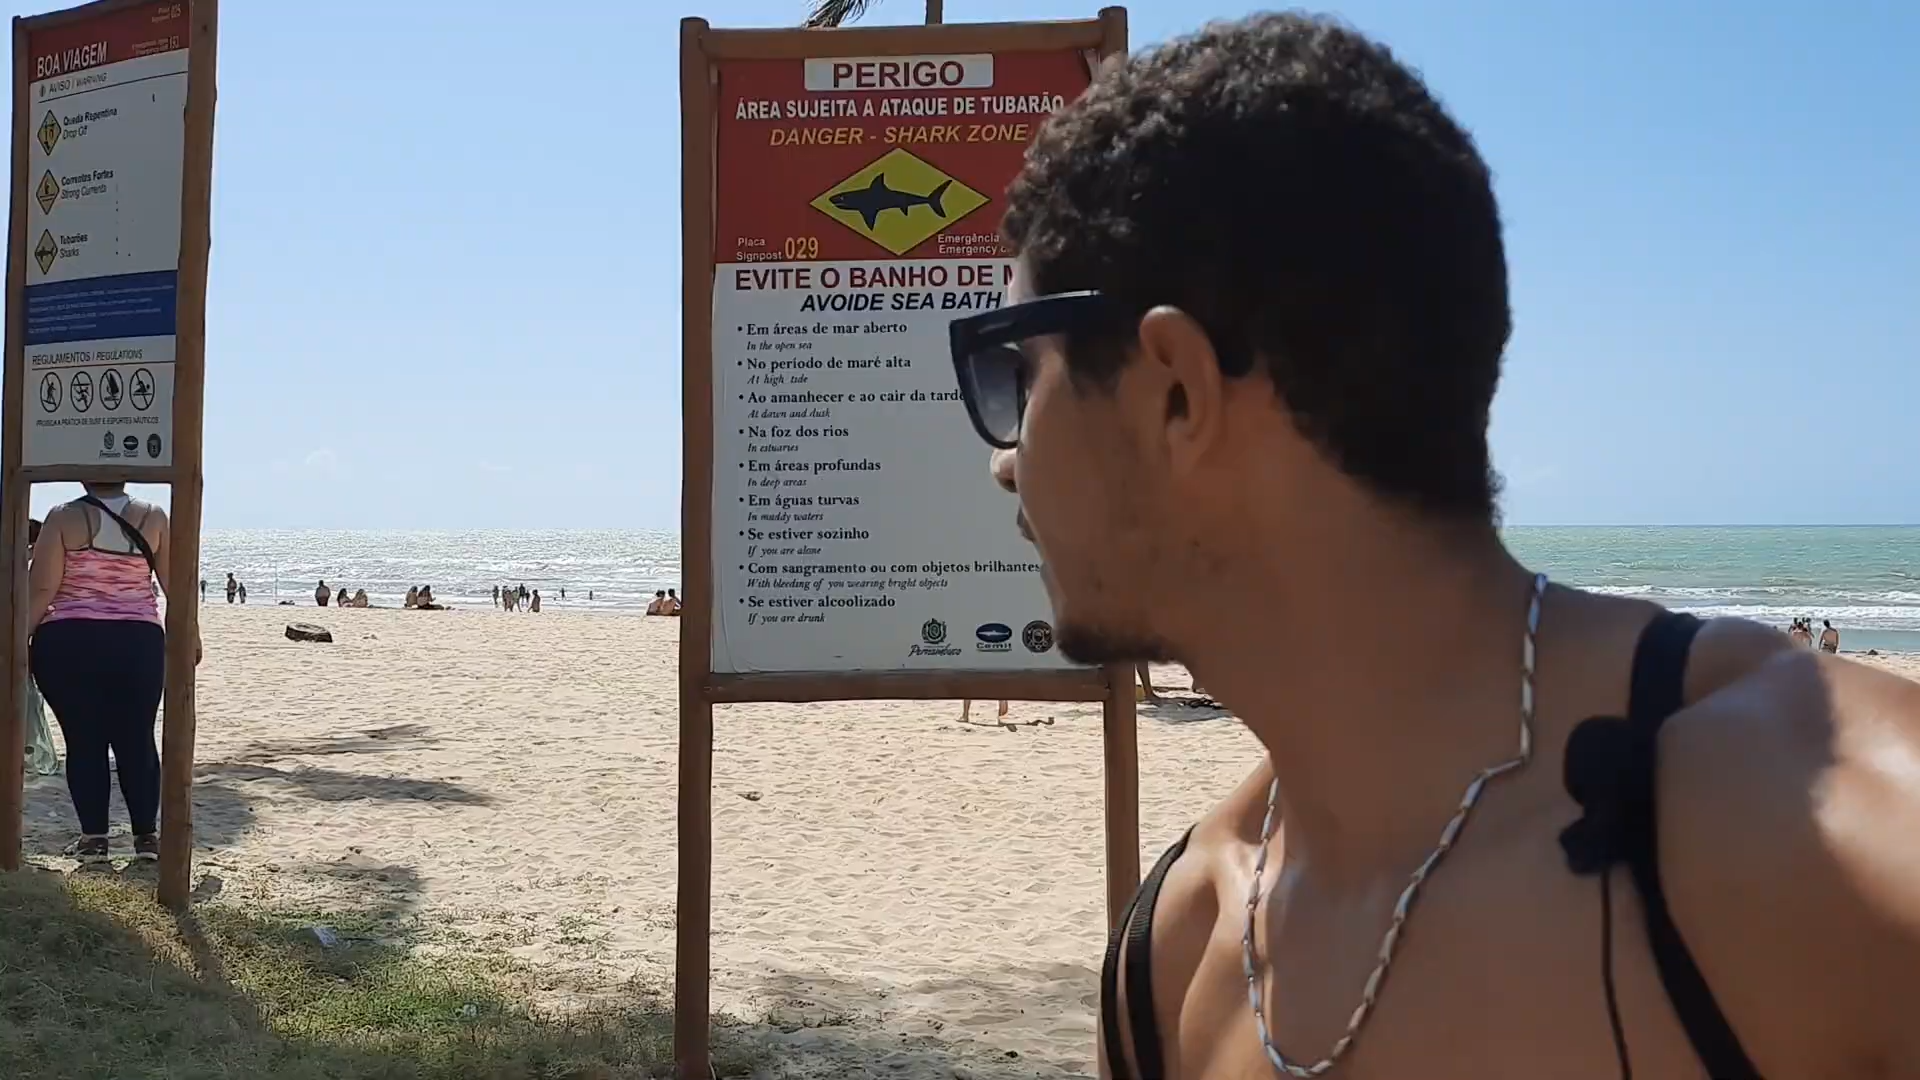 Placa
Signpost 025
BOA VIAGEM
AVISO / WARNING
Queda Repentina
Drop Off
Correntes Fortes
Strong Currents
Tubarões
Sharks
REGULAMENTOS / REGULATIONS
PERIGO
ÁREA SUJEITA A ATAQUE DE TUBARÃO
DANGER - SHARK ZONE
Placa
Signpost 029
Emergência
Emergency
EVITE O BANHO DE
AVOIDE SEA BATH
• Em áreas de mar aberto
In the open sea
• No período de maré alta
At high tide
• Ao amanhecer e ao cair da tarde
At dawn and dusk
• Na foz dos rios
In estuaries
• Em áreas profundas
In deep areas
• Em águas turvas
In muddy waters
• Se estiver sozinho
If you are alone
• Com sangramento ou com objetos brilhantes
With bleeding of you wearing bright objects
• Se estiver alcoolizado
If you are drunk
Pernambuco
Cemit